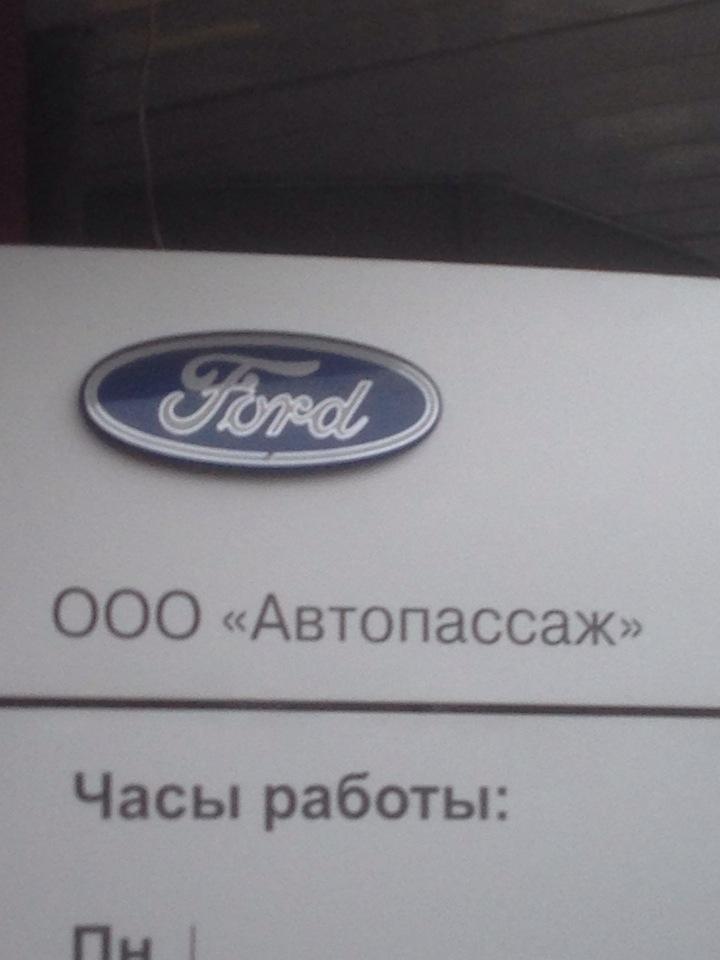 Ford
ООО «Автопассаж»
Часы работы:
Пн